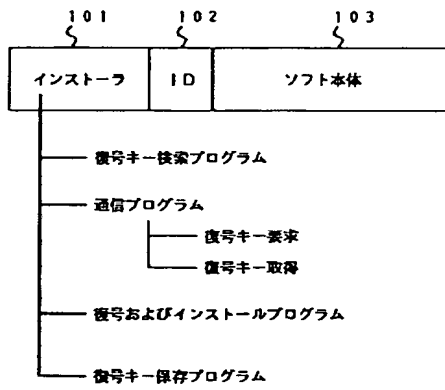 101 102 103
インストーラ ID ソフト本体
復号キー検索プログラム
通信プログラム
復号キー要求
復号キー取得
復号およびインストールプログラム
復号キー保存プログラム